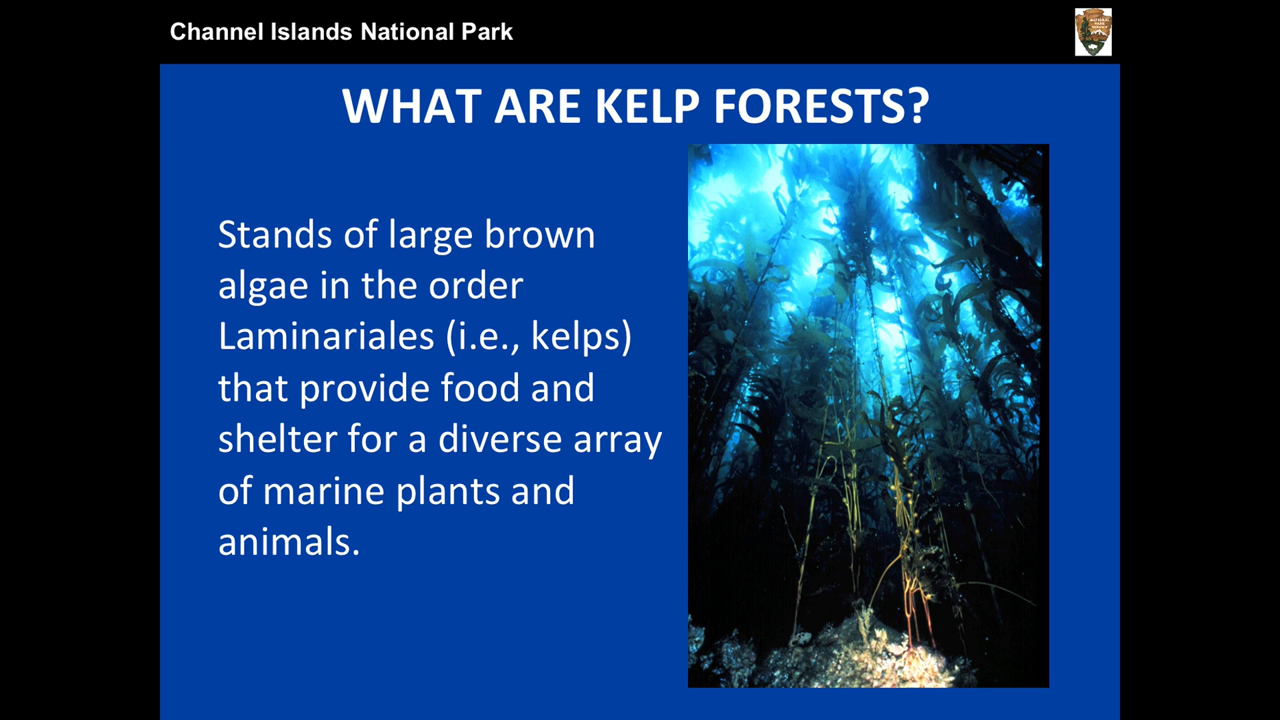 Channel Islands National Park
WHAT ARE KELP FORESTS?
Stands of large brown
algae in the order
Laminariales (i.e., kelps)
that provide food and
shelter for a diverse array
of marine plants and
animals.